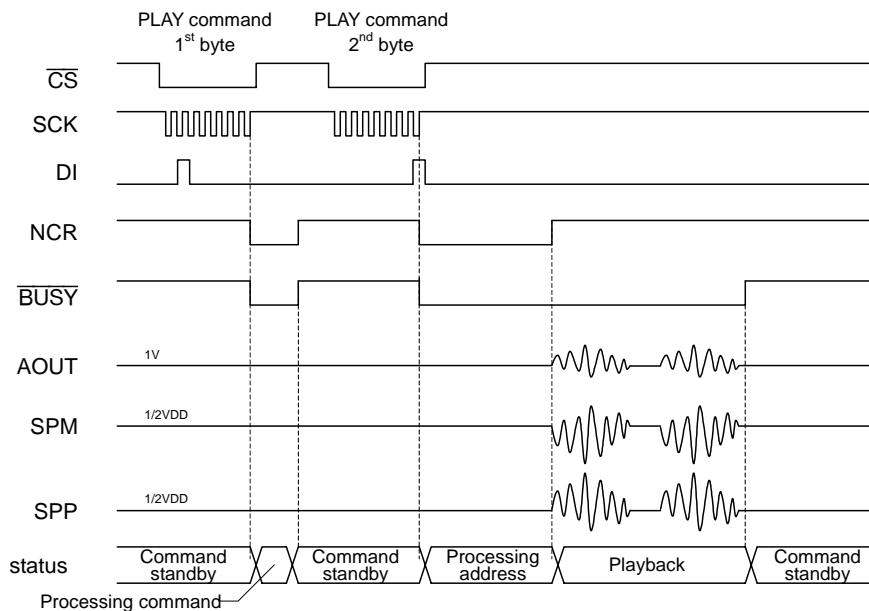 PLAY command
1st byte
PLAY command
2nd byte
CS
SCK
DI
NCR
BUSY
AOUT
1V
SPM
1/2VDD
SPP
1/2VDD
status
Command
standby
Command
standby
Processing
address
Playback
Command
standby
Processing command